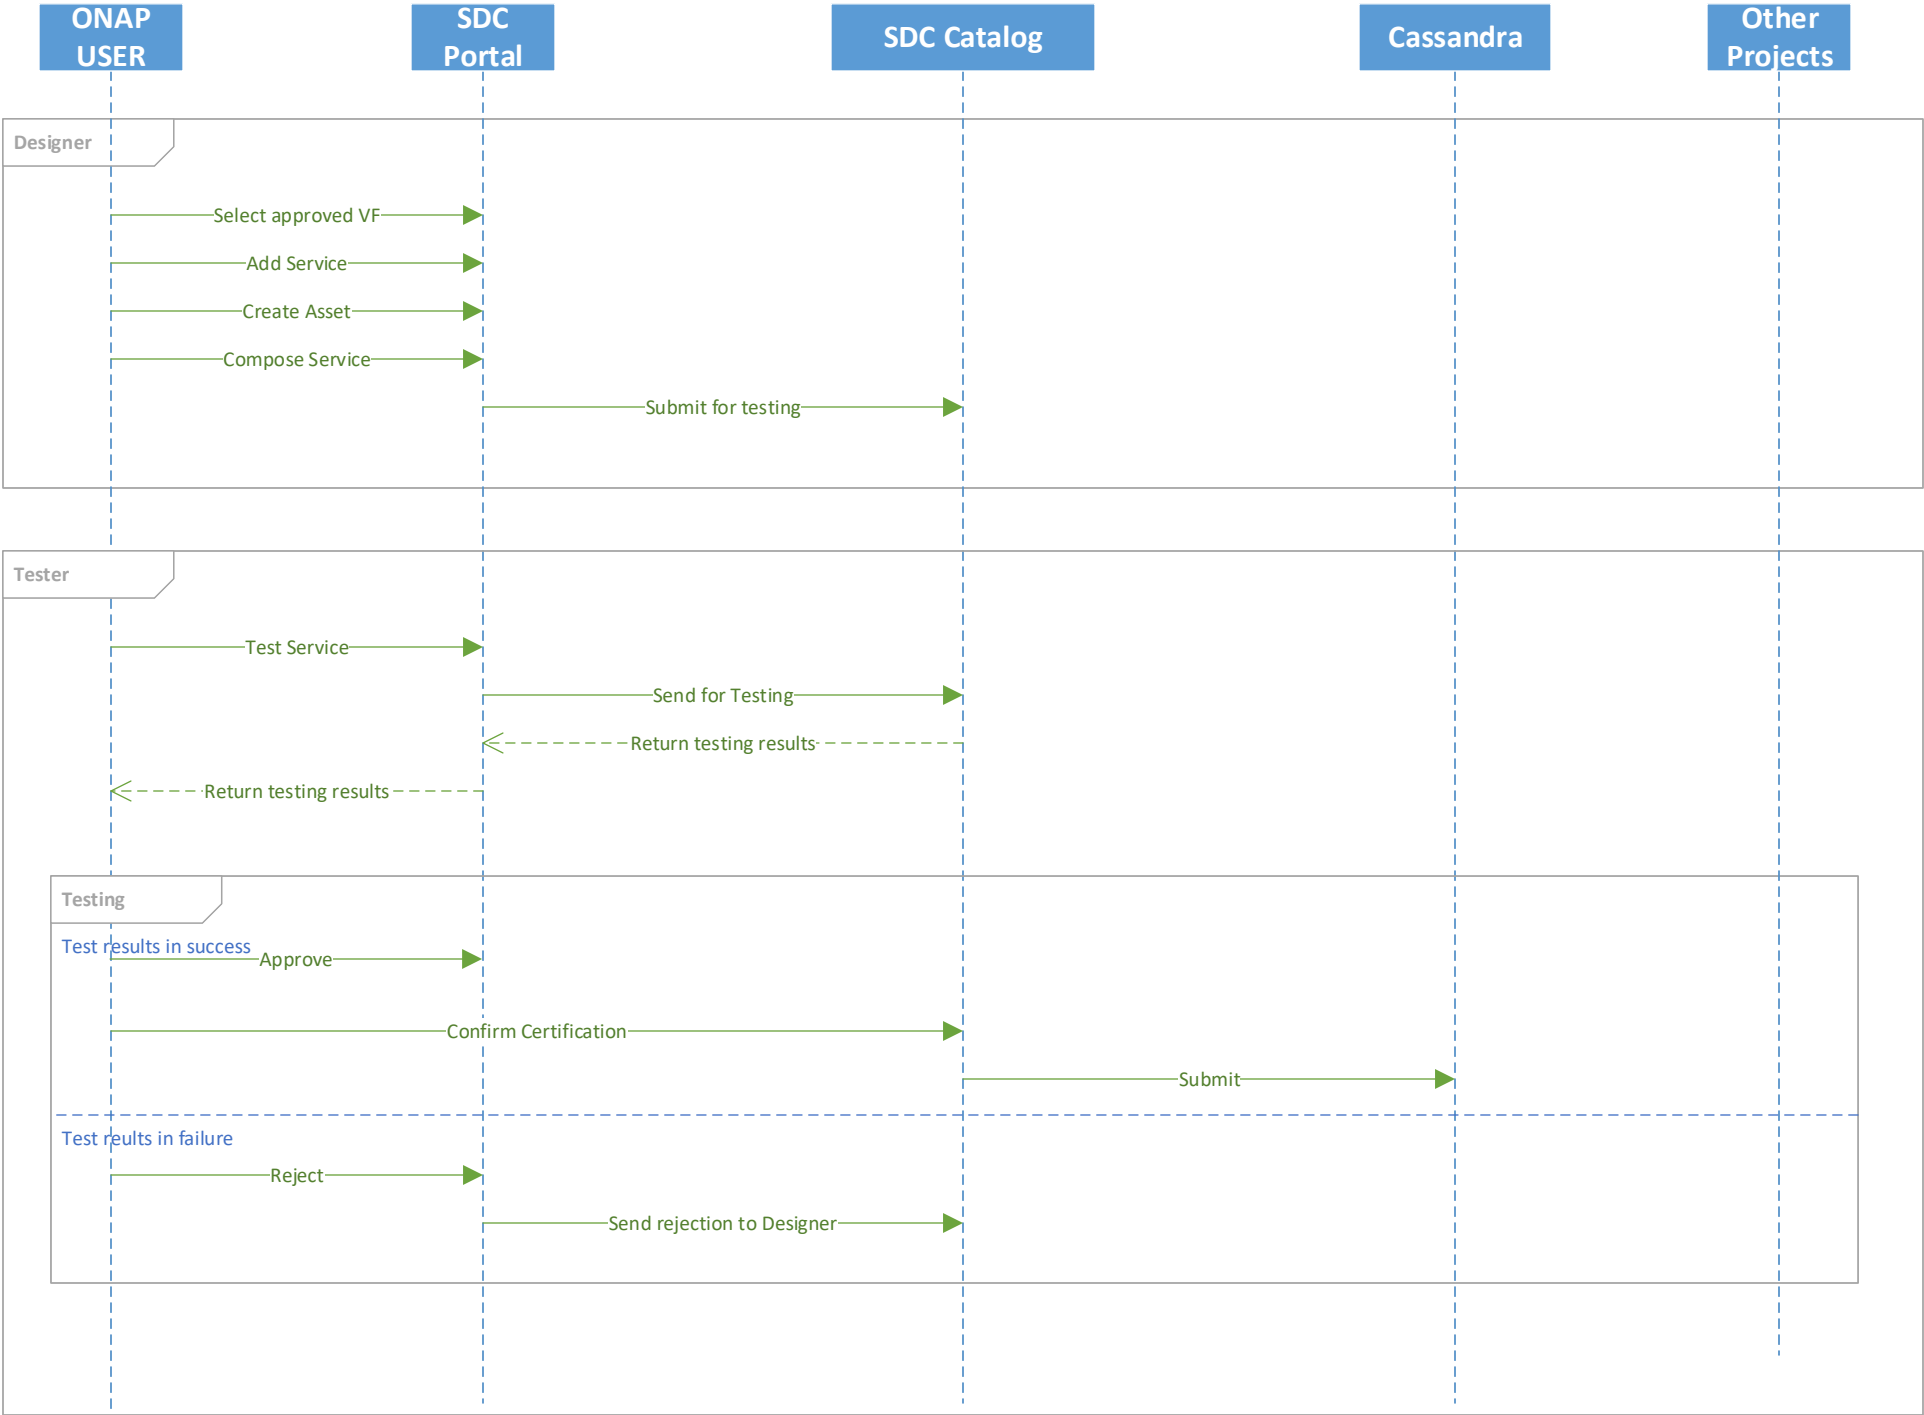 ONAP
USER
SDC
Portal
SDC Catalog
Cassandra
Other
Projects
Designer
Select approved VF
Add Service
Create Asset
Compose Service
Submit for testing
Tester
Test Service
Send for Testing
Return testing results
Return testing results
Testing
Test results in success
Approve
Confirm Certification
Submit
Test reults in failure
Reject
Send rejection to Designer